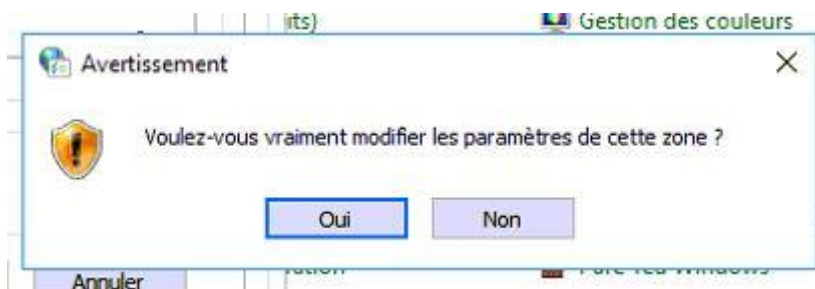 its)
Gestion des couleurs
Avertissement
Voulez-vous vraiment modifier les paramètres de cette zone ?
Oui
Non
Annuler